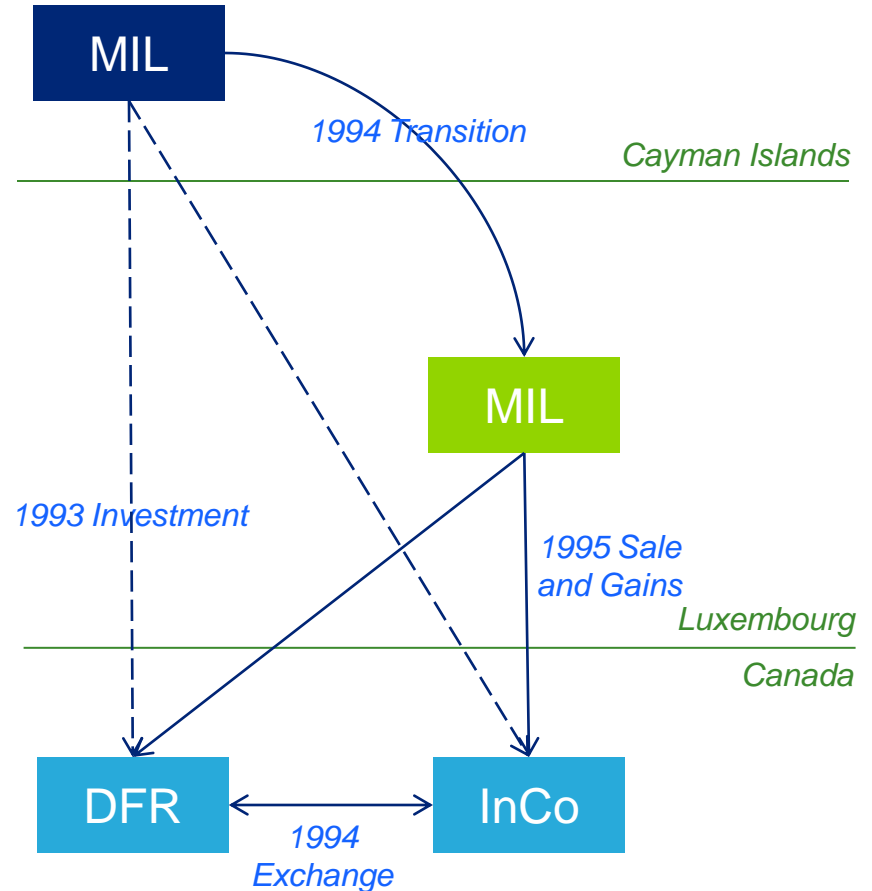 MIL
1994 Transition
Cayman Islands
MIL
1993 Investment
1995 Sale
and Gains
Luxembourg
Canada
DFR
InCo
1994
Exchange